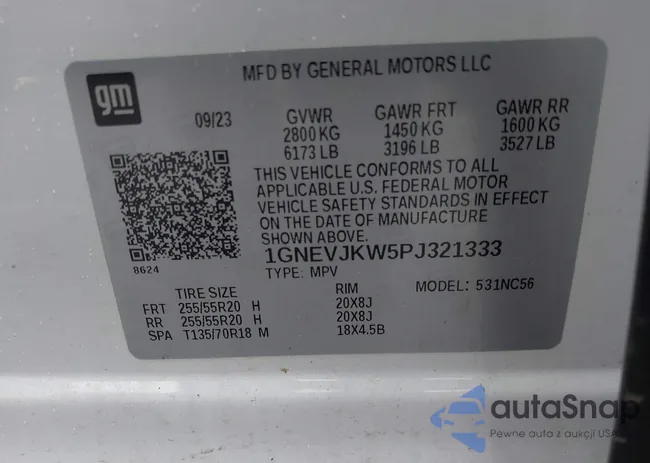 MFD BY GENERAL MOTORS LLC
gm
09/23 GVWR GAWR FRT GAWR RR
2800 KG 1450 KG 1600 KG
6173 LB 3196 LB 3527 LB
THIS VEHICLE CONFORMS TO ALL
APPLICABLE U.S. FEDERAL MOTOR
VEHICLE SAFETY STANDARDS IN EFFECT
ON THE DATE OF MANUFACTURE
SHOWN ABOVE.
8624
1GNEVJKW5PJ321333
TYPE: MPV MODEL: 531NC56
TIRE SIZE RIM
FRT 255/55R20 H 20X8J
RR 255/55R20 H 20X8J
SPA T135/70R18 M 18X4.5B
autaSnap
Pewne auta z aukcji USA